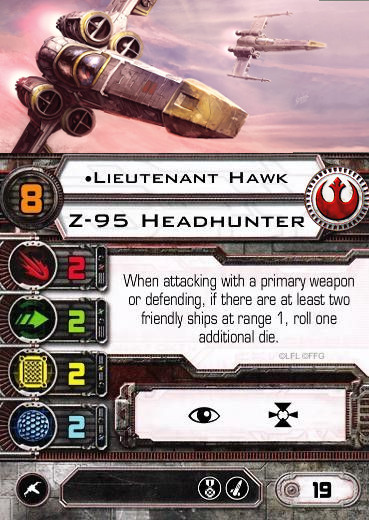 •Lieutenant Hawk
8
Z-95 Headhunter
2
2
2
2
When attacking with a primary weapon
or defending, if there are at least two
friendly ships at range 1, roll one
additional die.
©LFL ©FFG
19